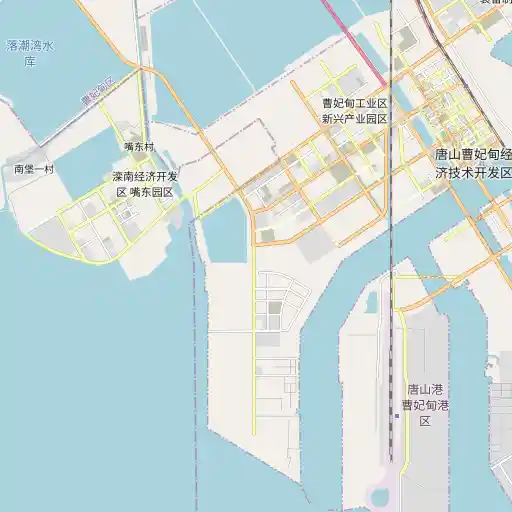 落潮湾水
库
曹妃甸区
曹妃甸工业区
新兴产业园区
嘴东村
唐山曹妃甸经
济技术开发区
南堡一村
滦南经济开发
区 嘴东园区
唐山港
曹妃甸港
区